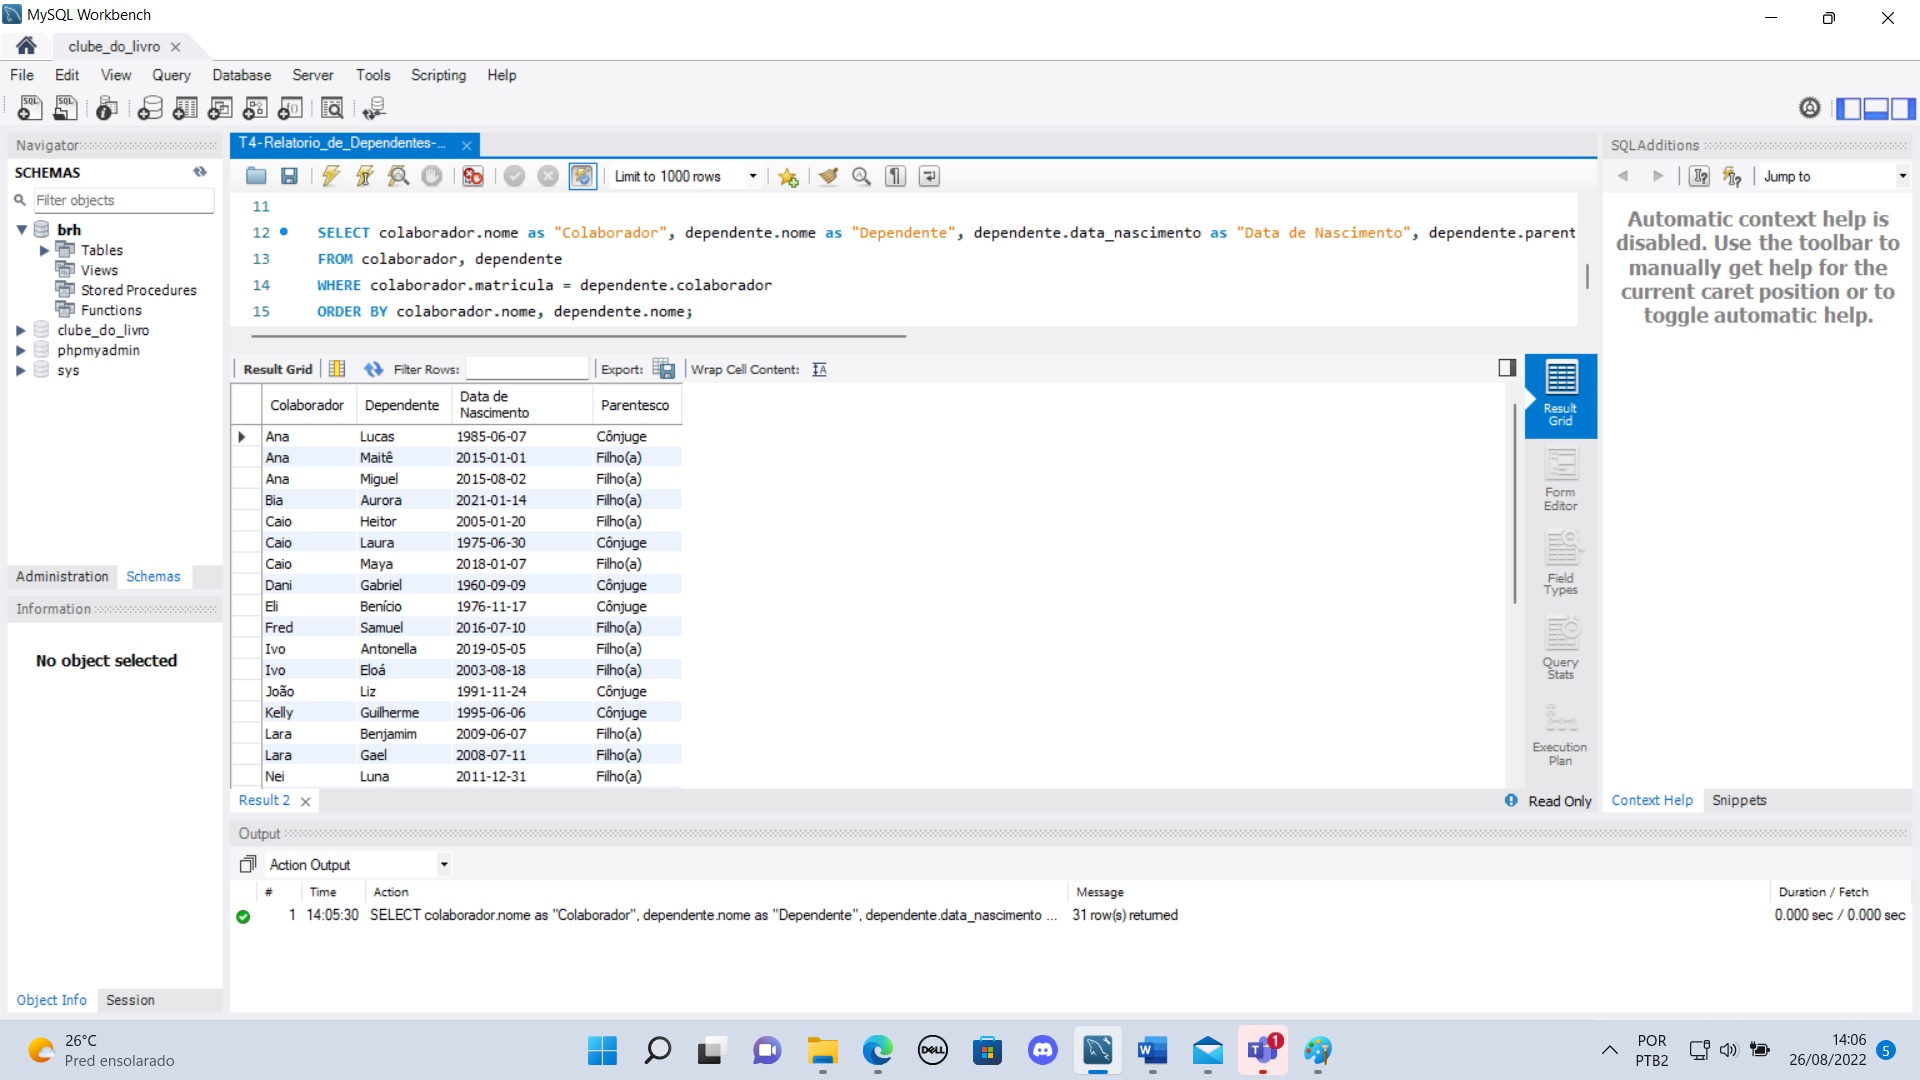 MySQL Workbench
clube_do_livro
File Edit View Query Database Server Tools Scripting Help
Navigator
SCHEMAS
Filter objects
brh
Tables
Views
Stored Procedures
Functions
clube_do_livro
phpmyadmin
sys
Administration Schemas
Information
No object selected
Object Info Session
T4-Relatorio_de_Dependentes-...
Limit to 1000 rows
11
12 SELECT colaborador.nome as "Colaborador", dependente.nome as "Dependente", dependente.data_nascimento as "Data de Nascimento", dependente.parent
13 FROM colaborador, dependente
14 WHERE colaborador.matricula = dependente.colaborador
15 ORDER BY colaborador.nome, dependente.nome;
Result Grid Filter Rows: Export: Wrap Cell Content:
Colaborador Dependente Data de Nascimento Parentesco
Ana Lucas 1985-06-07 Cônjuge
Ana Maitê 2015-01-01 Filho(a)
Ana Miguel 2015-08-02 Filho(a)
Bia Aurora 2021-01-14 Filho(a)
Caio Heitor 2005-01-20 Filho(a)
Caio Laura 1975-06-30 Cônjuge
Caio Maya 2018-01-07 Filho(a)
Dani Gabriel 1960-09-09 Cônjuge
Eli Benício 1976-11-17 Cônjuge
Fred Samuel 2016-07-10 Filho(a)
Ivo Antonella 2019-05-05 Filho(a)
Ivo Eloá 2003-08-18 Filho(a)
João Liz 1991-11-24 Cônjuge
Kelly Guilherme 1995-06-06 Cônjuge
Lara Benjamim 2009-06-07 Filho(a)
Lara Gael 2008-07-11 Filho(a)
Nei Luna 2011-12-31 Filho(a)
Result Grid
Form Editor
Field Types
Query Stats
Execution Plan
Result 2
Read Only
SQLAdditions
Jump to
Automatic context help is
disabled. Use the toolbar to
manually get help for the
current caret position or to
toggle automatic help.
Context Help Snippets
Output
Action Output
# Time Action Message Duration / Fetch
1 14:05:30 SELECT colaborador.nome as "Colaborador", dependente.nome as "Dependente", dependente.data_nascimento ... 31 row(s) returned 0.000 sec / 0.000 sec
26°C
Pred ensolarado
DELL
W
T
1
POR
PTB2
14:06
26/08/2022
5